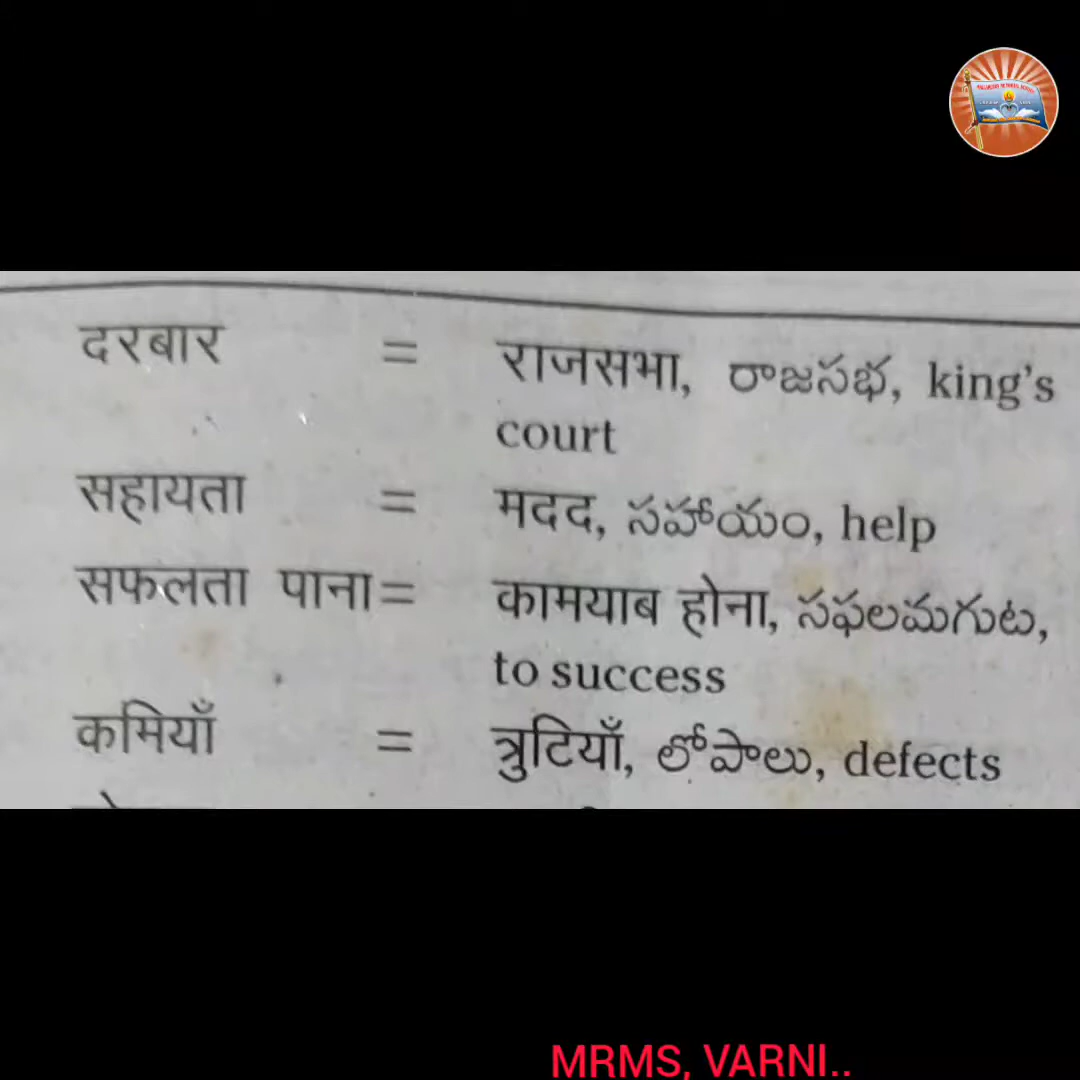 दरबार = राजसभा, రాజసభ, king's
court
सहायता = मदद, సహాయం, help
सफलता पाना= कामयाब होना, సఫలమగుట,
to success
कमियाँ = त्रुटियाँ, లోపాలు, defects
MRMS, VARNI..